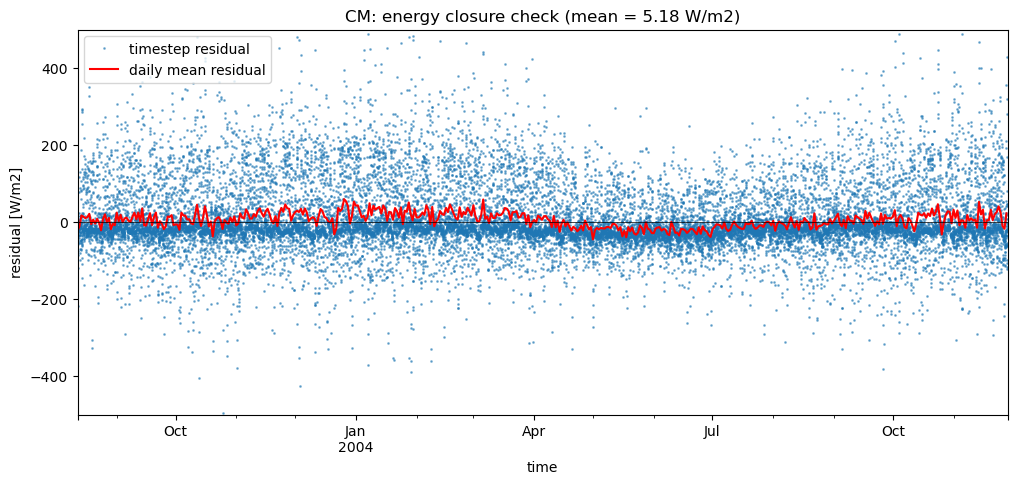 CM: energy closure check (mean = 5.18 W/m2)
timestep residual
daily mean residual
400
200
0
−200
−400
residual [W/m2]
Oct
Jan
2004
Apr
Jul
Oct
time